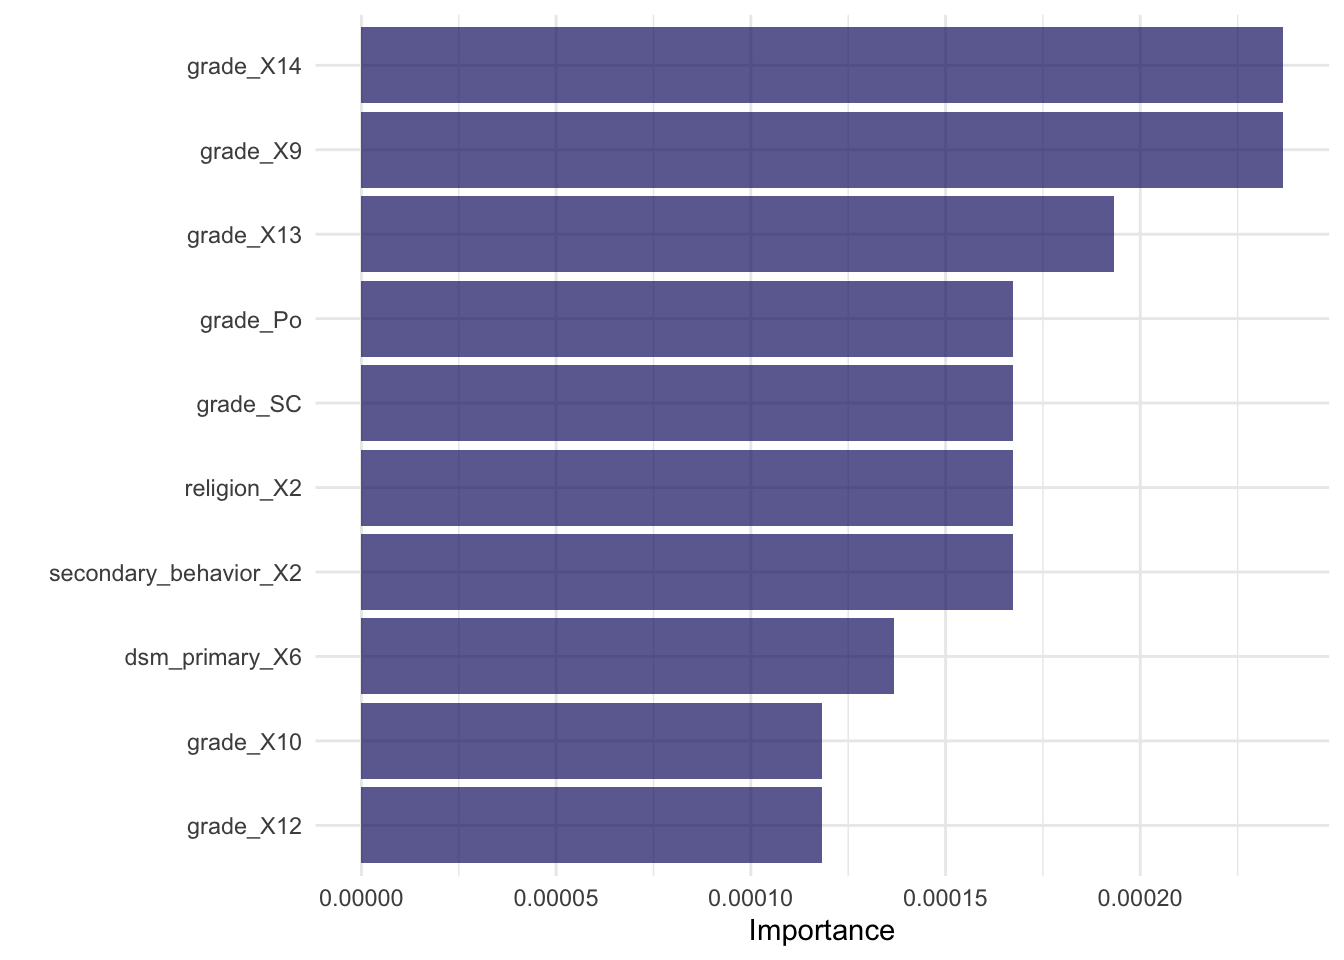 grade_X14
grade_X9
grade_X13
grade_Po
grade_SC
religion_X2
secondary_behavior_X2
dsm_primary_X6
grade_X10
grade_X12
0.00000 0.00005 0.00010 0.00015 0.00020
Importance